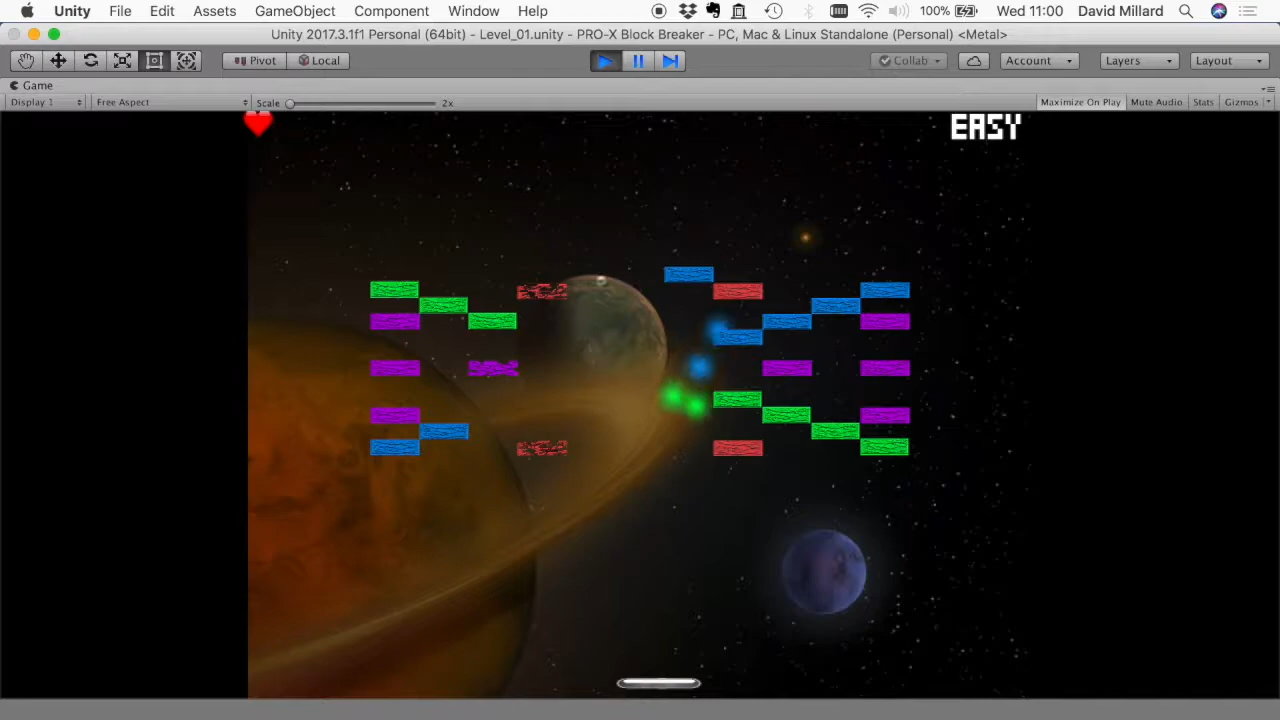 Unity File Edit Assets GameObject Component Window Help 100% Wed 11:00 David Millard
Unity 2017.3.1f1 Personal (64bit) - Level_01.unity - PRO-X Block Breaker - PC, Mac & Linux Standalone (Personal) <Metal>
Pivot Local Collab Account Layers Layout
Game
Display 1 Free Aspect Scale 2x Maximize On Play Mute Audio Stats Gizmos
EASY